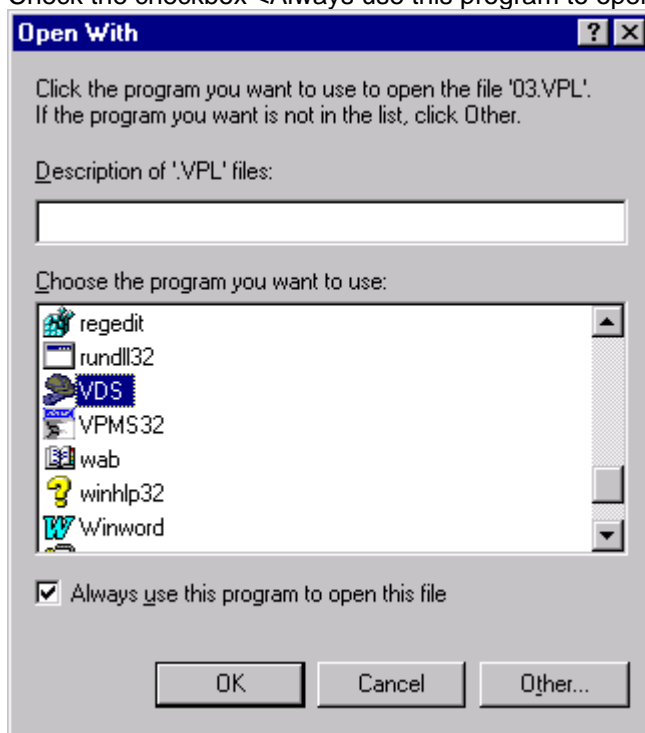 Check the checkbox <Always use this program to open
Open With
Click the program you want to use to open the file '03.VPL'.
If the program you want is not in the list, click Other.
Description of '.VPL' files:
Choose the program you want to use:
regedit
rundll32
VDS
VPMS32
wab
winhlp32
Winword
Always use this program to open this file
OK
Cancel
Other...